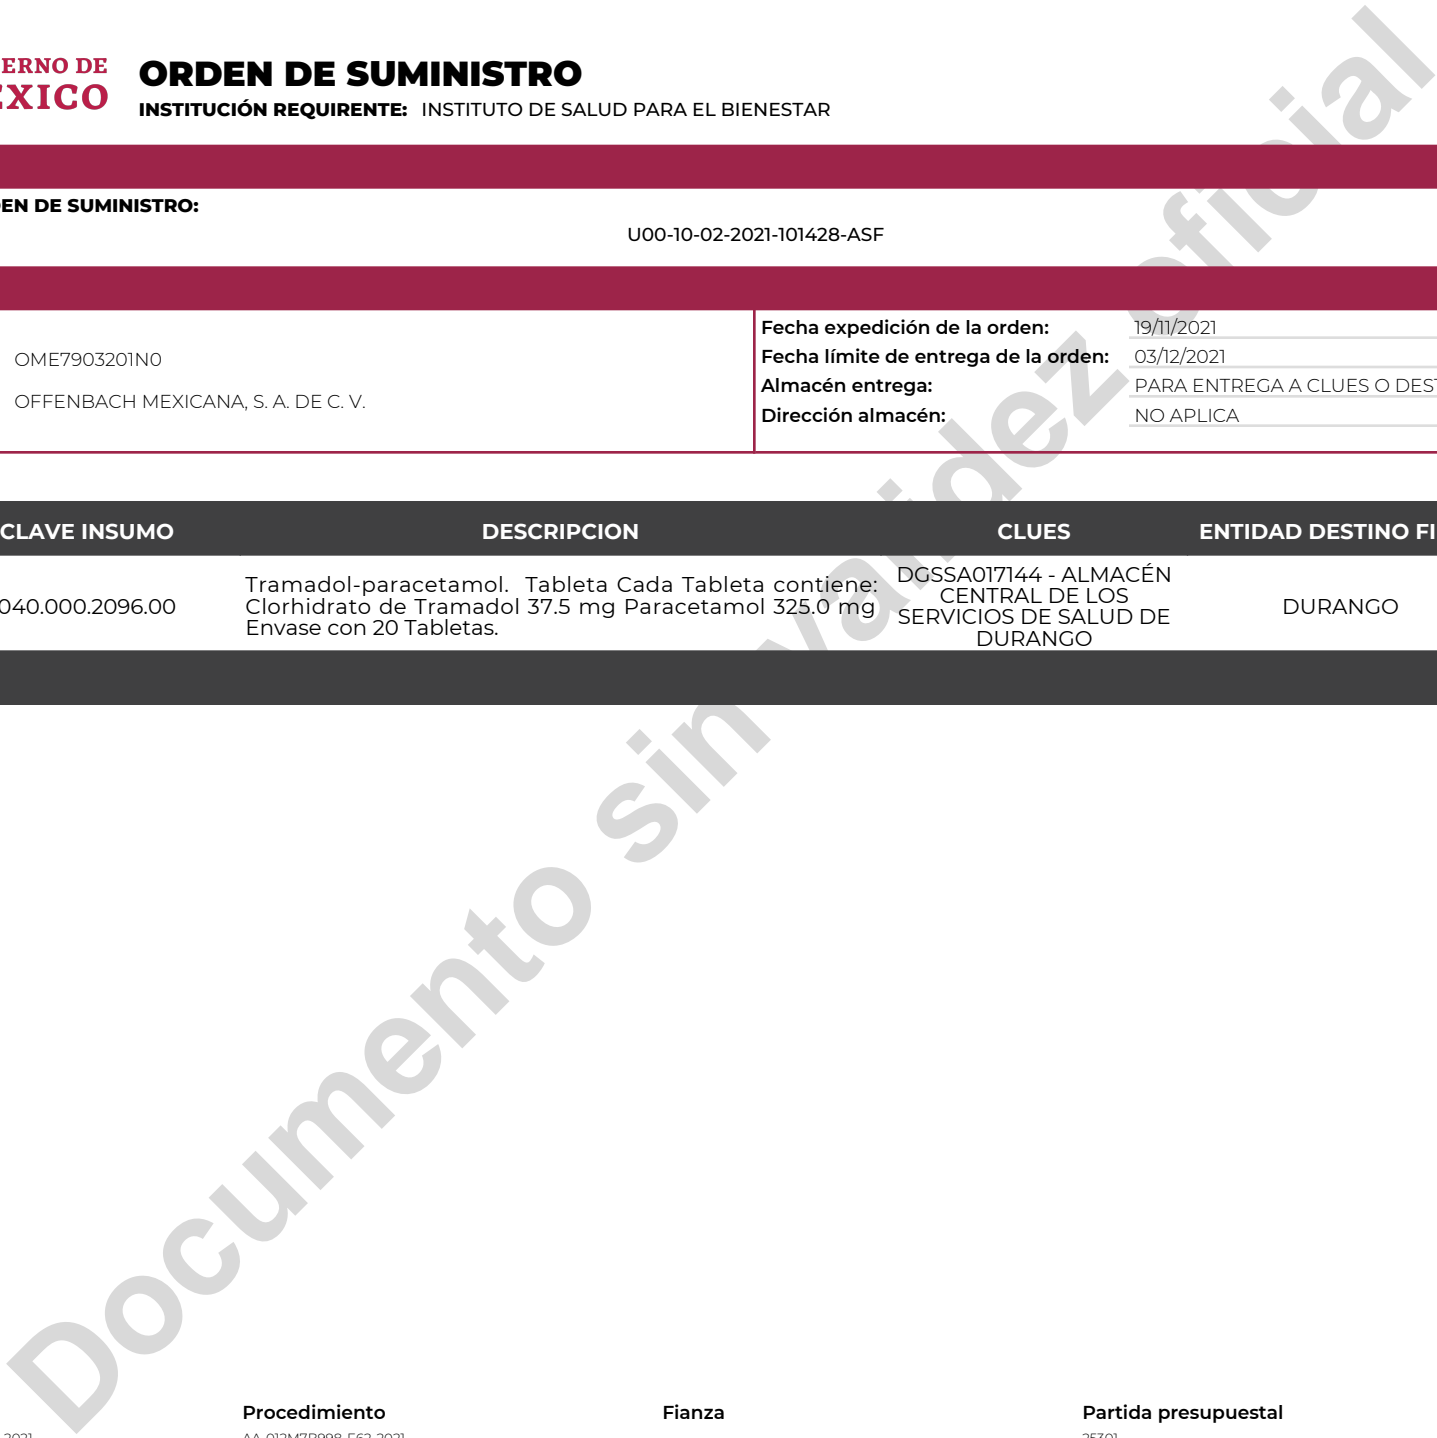 ERNO DE
EXICO
ORDEN DE SUMINISTRO
INSTITUCIÓN REQUIRENTE: INSTITUTO DE SALUD PARA EL BIENESTAR
EN DE SUMINISTRO:
U00-10-02-2021-101428-ASF
OME7903201N0
OFFENBACH MEXICANA, S. A. DE C. V.
Fecha expedición de la orden: 19/11/2021
Fecha límite de entrega de la orden: 03/12/2021
Almacén entrega: PARA ENTREGA A CLUES O DEST
Dirección almacén: NO APLICA
CLAVE INSUMO DESCRIPCION CLUES ENTIDAD DESTINO FI
040.000.2096.00
Tramadol-paracetamol. Tableta Cada Tableta contiene:
Clorhidrato de Tramadol 37.5 mg Paracetamol 325.0 mg
Envase con 20 Tabletas.
DGSSA017144 - ALMACÉN
CENTRAL DE LOS
SERVICIOS DE SALUD DE
DURANGO
DURANGO
Documento sin validez oficial
Procedimiento Fianza Partida presupuestal